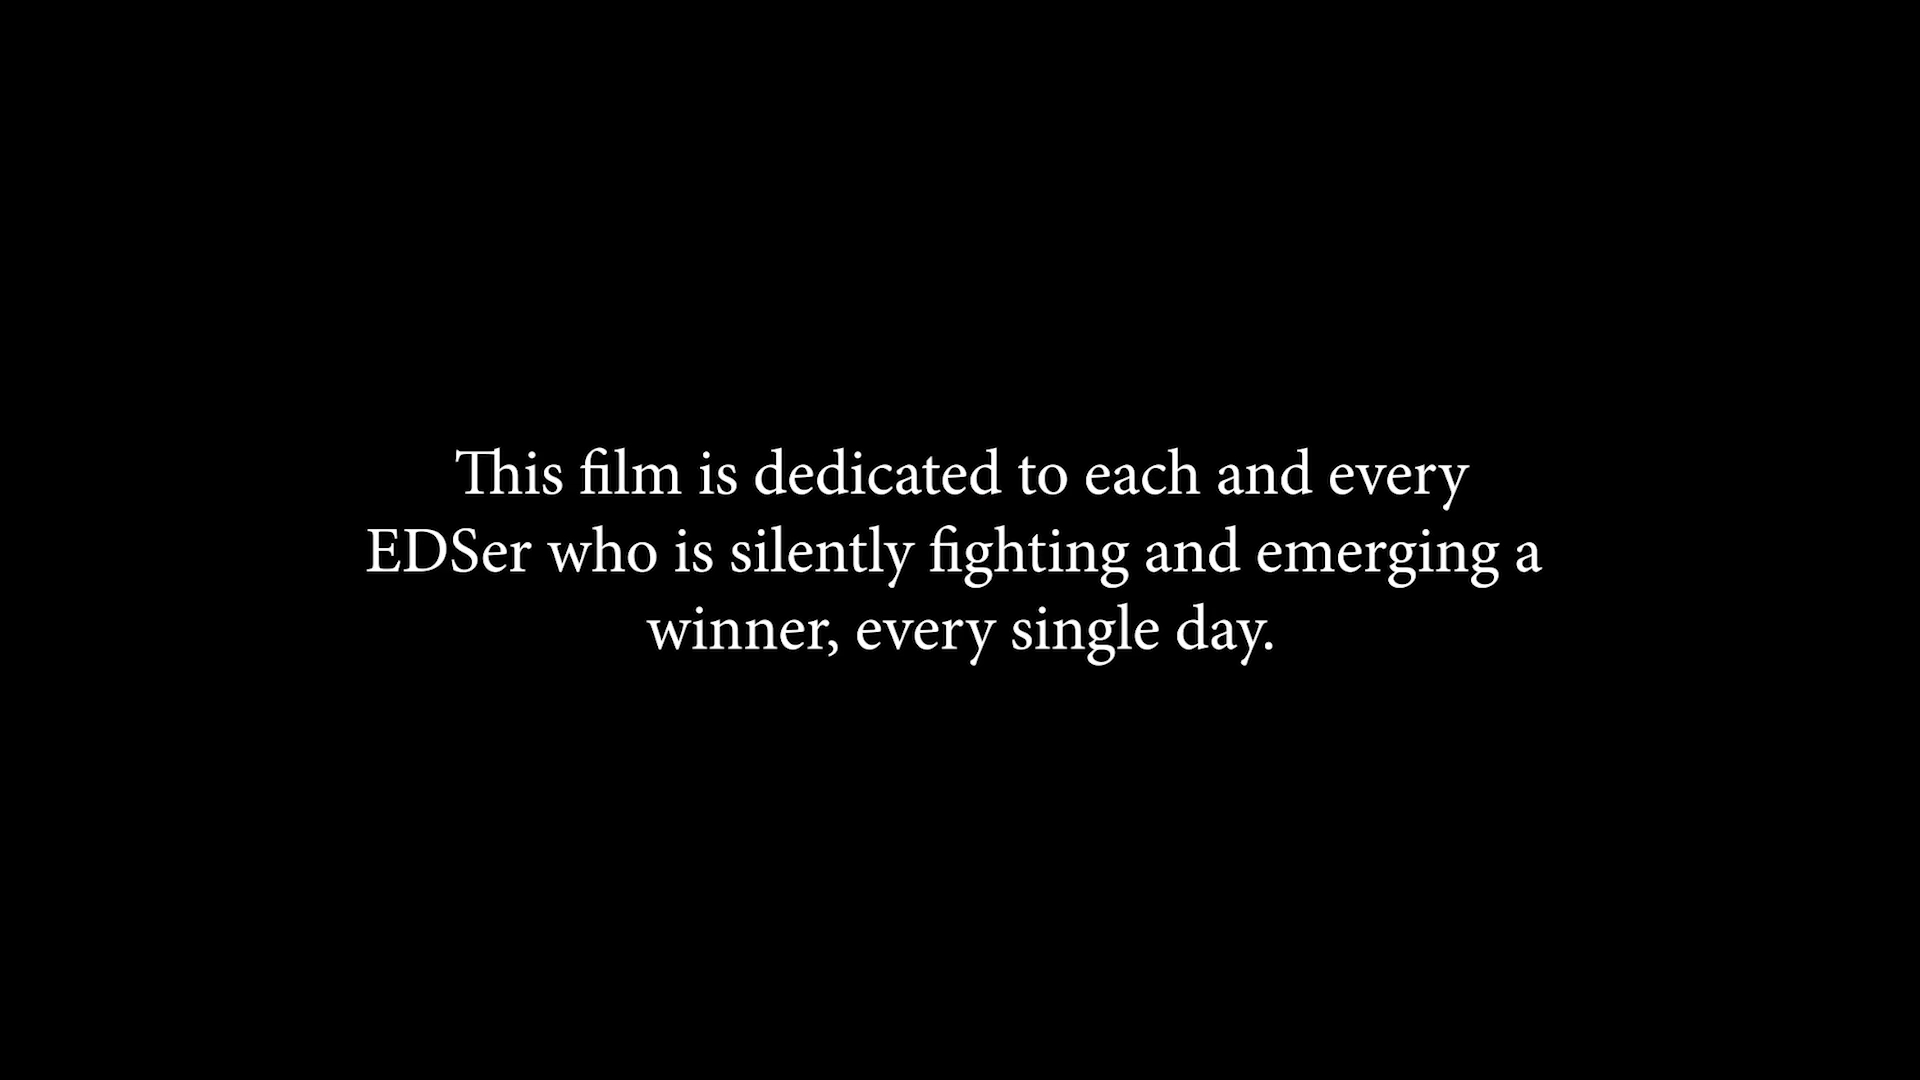 This film is dedicated to each and every
EDSer who is silently fighting and emerging a
winner, every single day.